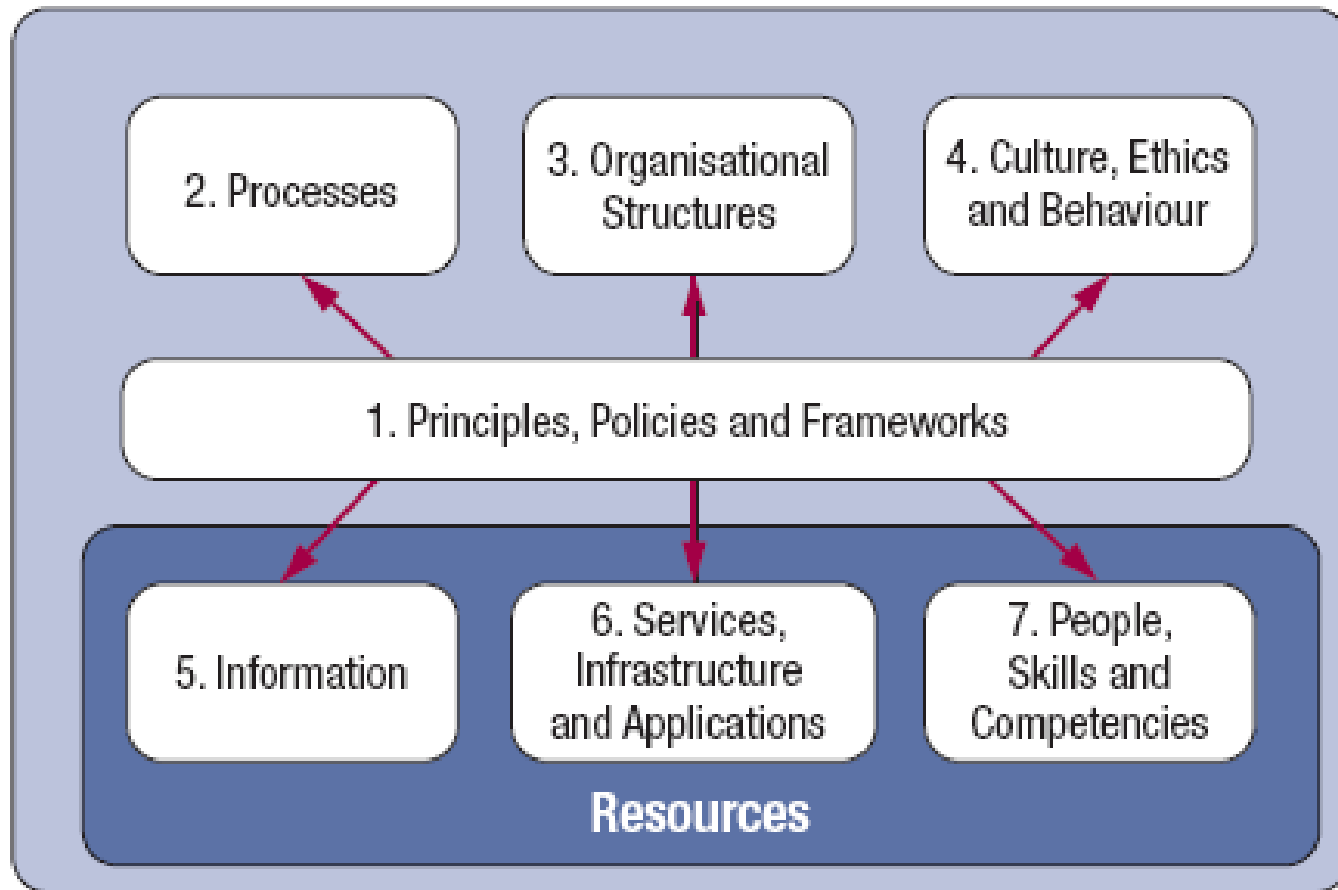 2. Processes
3. Organisational
Structures
4. Culture, Ethics
and Behaviour
1. Principles, Policies and Frameworks
5. Information
6. Services,
Infrastructure
and Applications
7. People,
Skills and
Competencies
Resources